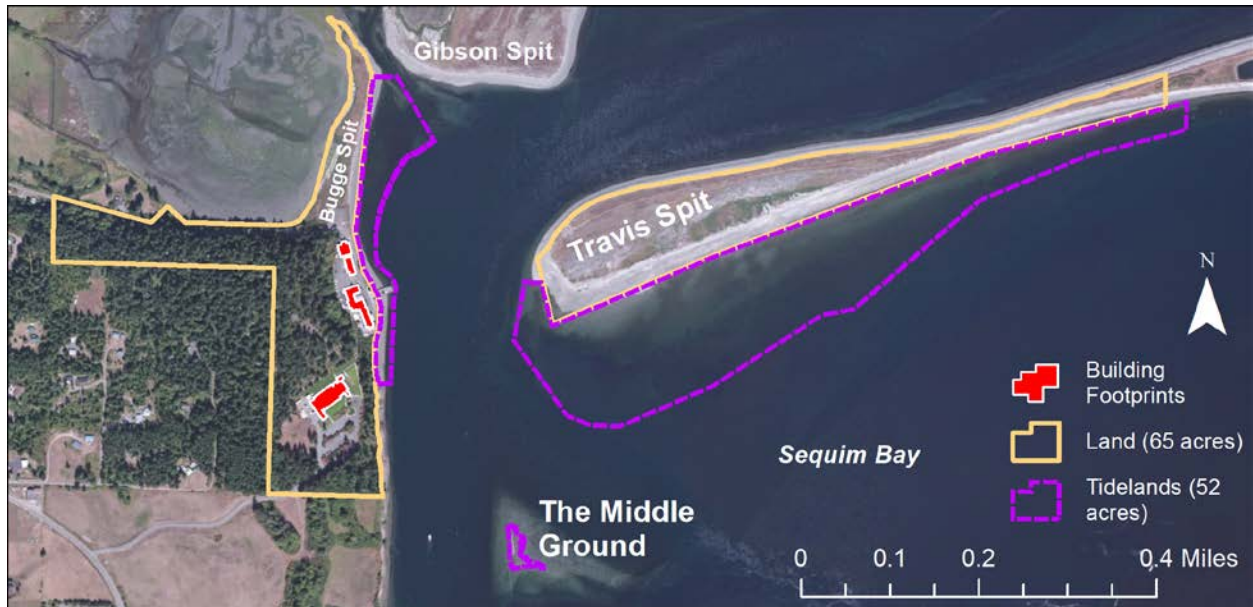 Gibson Spit
Bugge Spit
Travis Spit
N
Building
Footprints
Land (65 acres)
Sequim Bay
Tidelands (52
acres)
The Middle
Ground
0 0.1 0.2 0.4 Miles